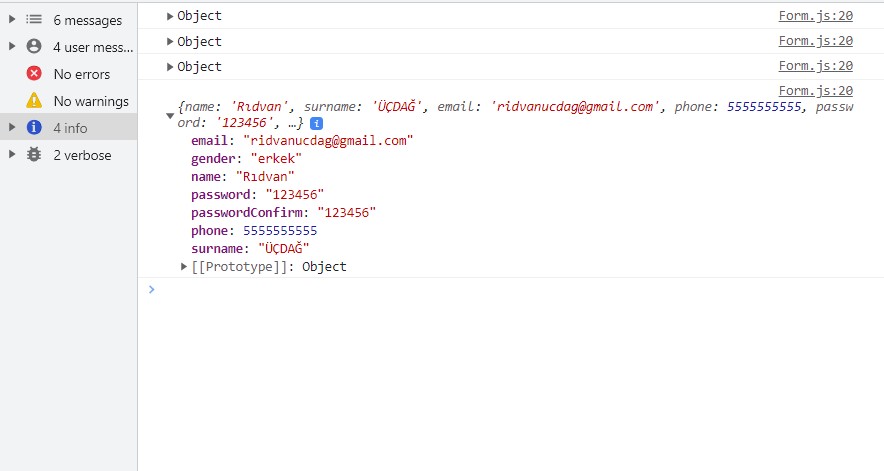 6 messages
4 user mess...
No errors
No warnings
4 info
2 verbose
Object Form.js:20
Object Form.js:20
Object Form.js:20
Form.js:20
{name: 'Rıdvan', surname: 'ÜÇDAĞ', email: 'ridvanucdag@gmail.com', phone: 5555555555, passw
ord: '123456', …} i
email: "ridvanucdag@gmail.com"
gender: "erkek"
name: "Rıdvan"
password: "123456"
passwordConfirm: "123456"
phone: 5555555555
surname: "ÜÇDAĞ"
[[Prototype]]: Object